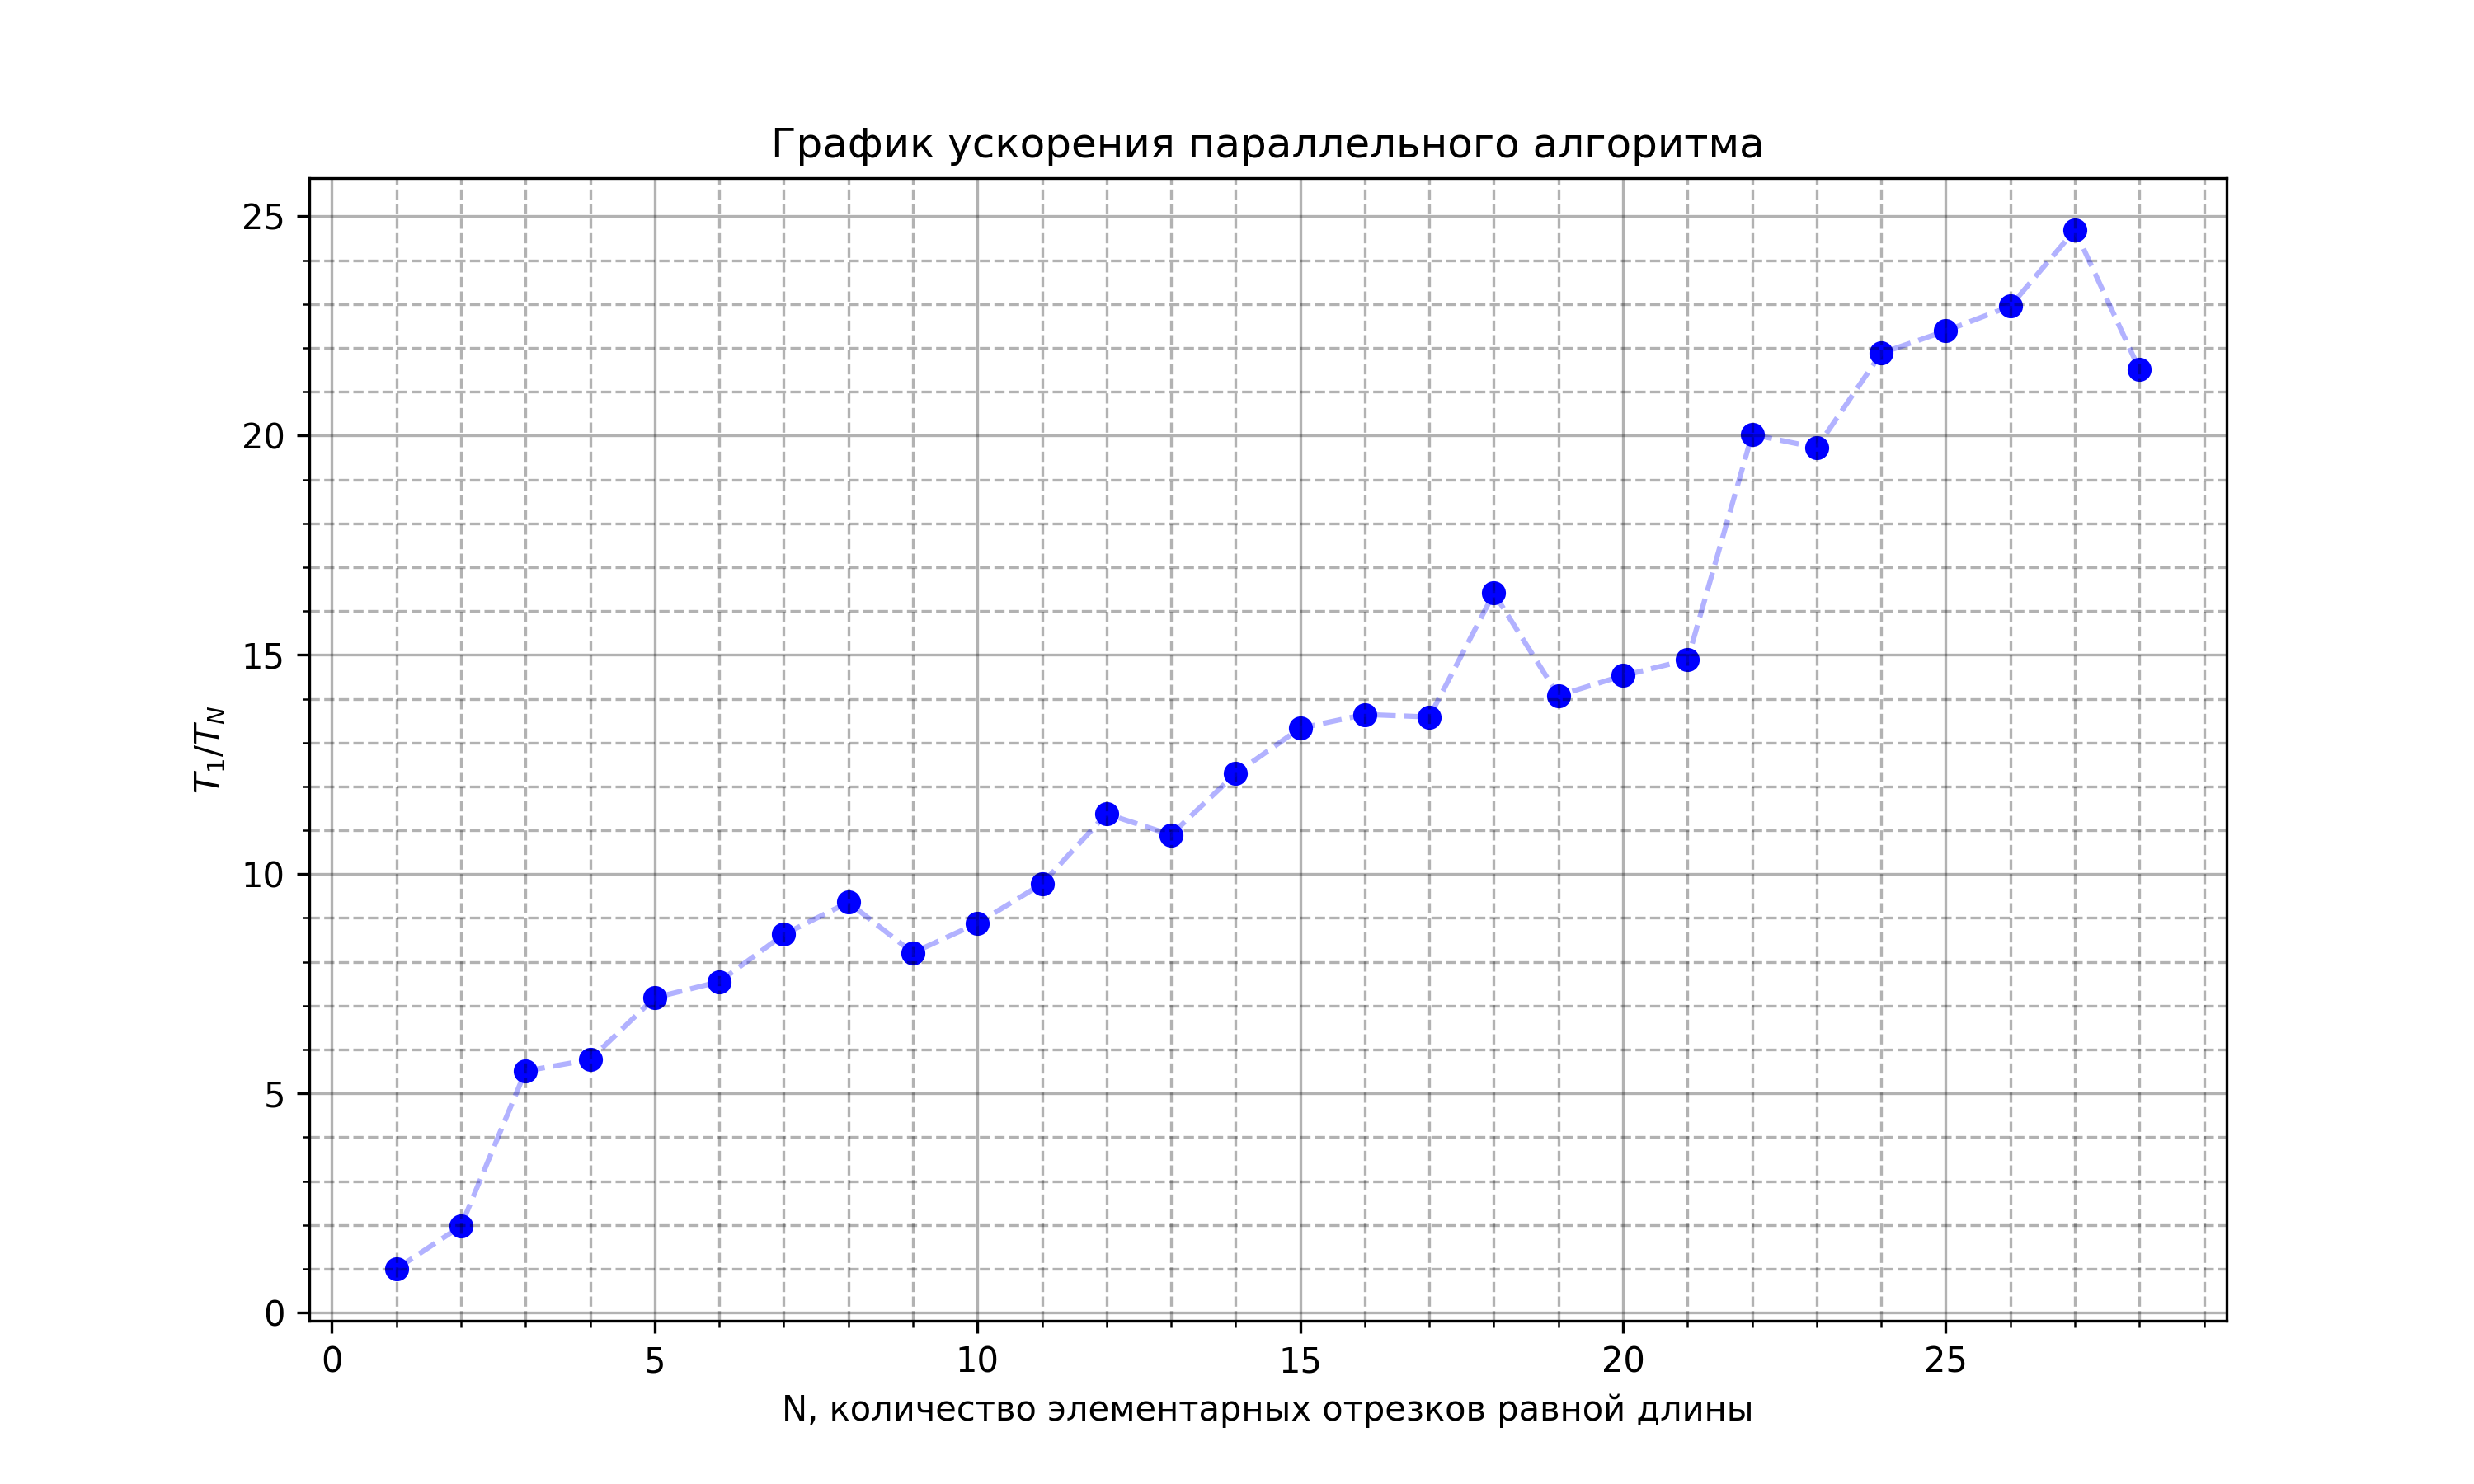 График ускорения параллельного алгоритма
25
20
15
10
5
0
T₁/T_N
0 5 10 15 20 25
N, количество элементарных отрезков равной длины